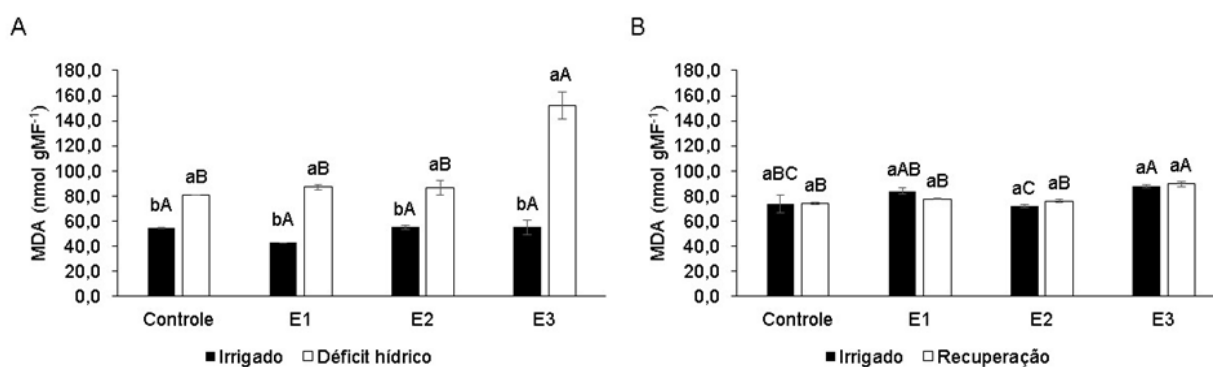 A
180,0
160,0
140,0
120,0
100,0
80,0
60,0
40,0
20,0
0,0
MDA (nmol gMF-1)
bA aB bA aB bA aB bA aA
Controle E1 E2 E3
■Irrigado □Déficit hídrico
B
180,0
160,0
140,0
120,0
100,0
80,0
60,0
40,0
20,0
0,0
MDA (nmol gMF-1)
aBC aB aAB aB aC aB aA aA
Controle E1 E2 E3
■Irrigado □Recuperação